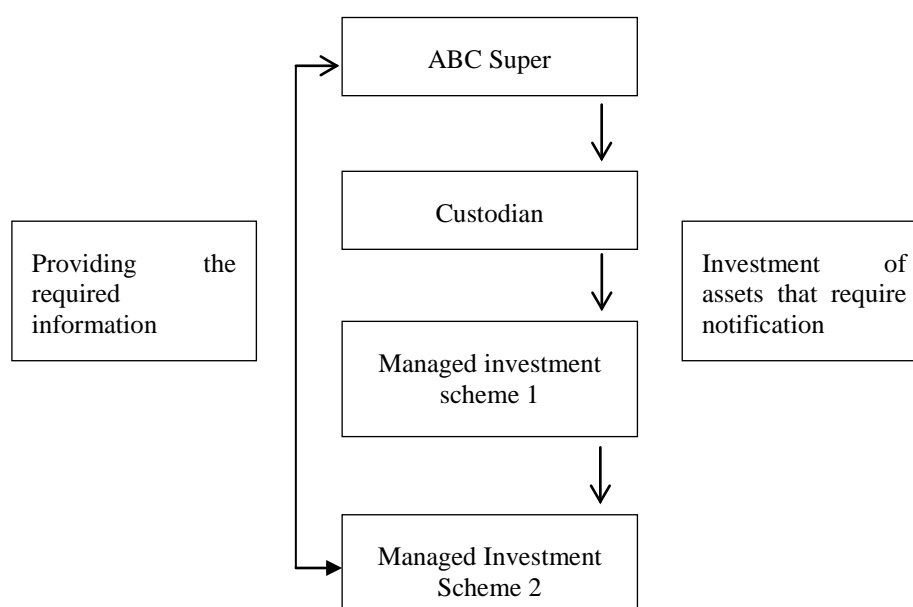 ABC Super
Custodian
Providing the
required
information
Investment of
assets that require
notification
Managed investment
scheme 1
Managed Investment
Scheme 2